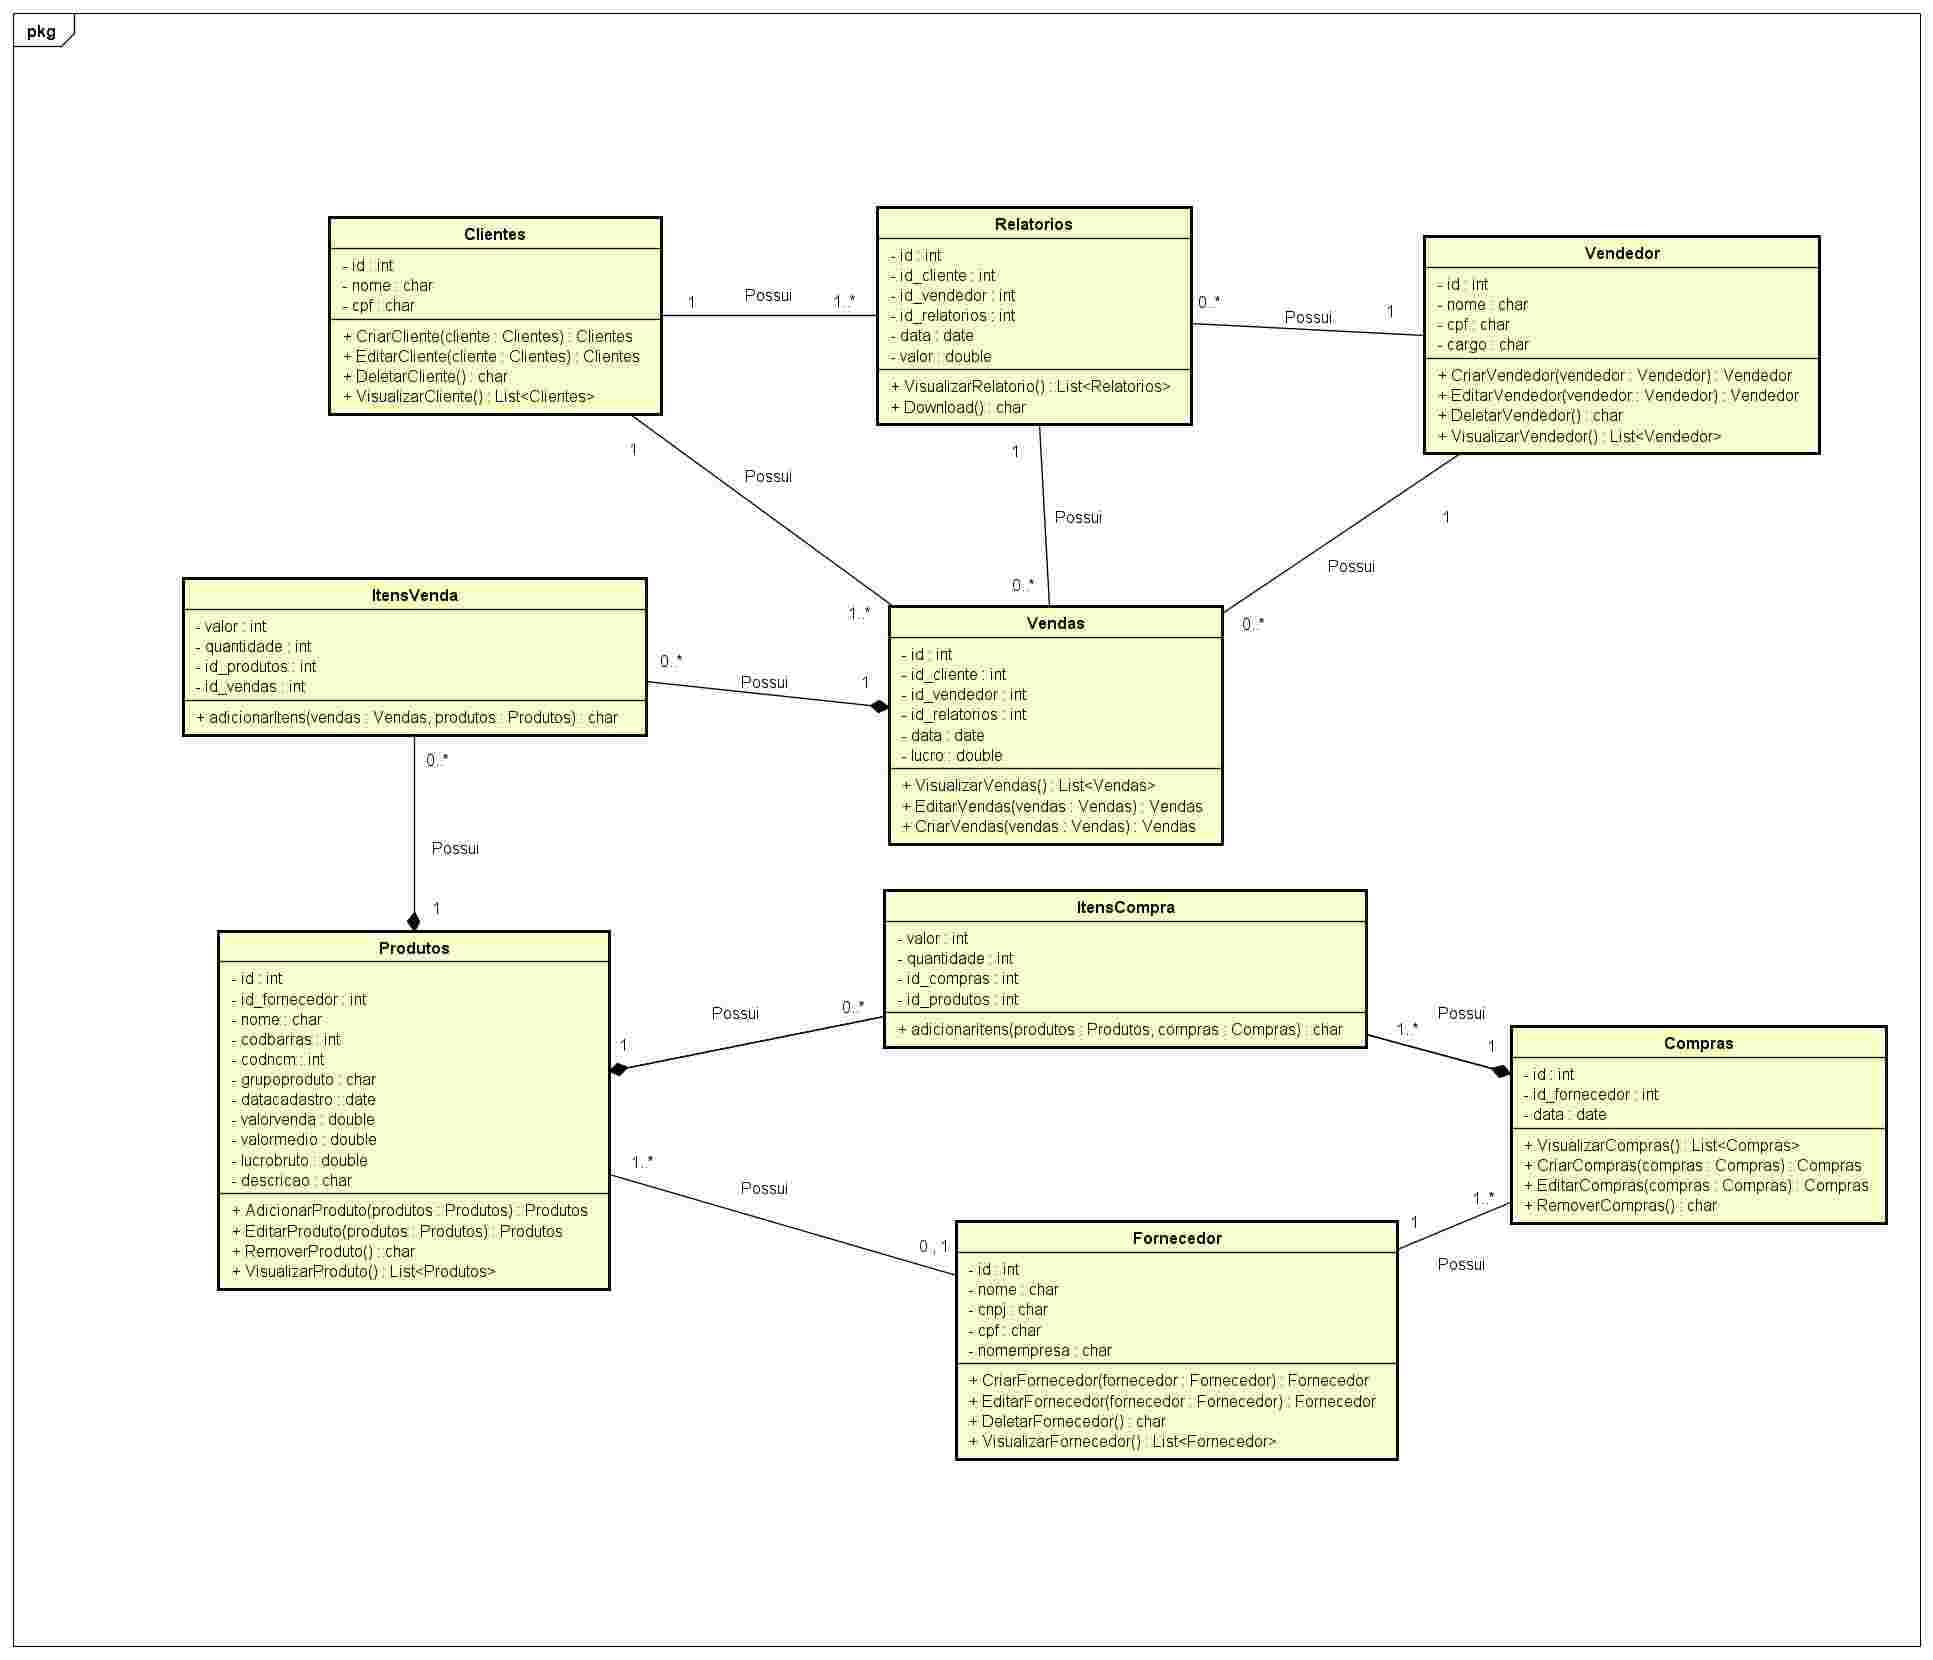 pkg
Clientes
- id : int
- nome : char
- cpf : char
+ CriarCliente(cliente : Clientes) : Clientes
+ EditarCliente(cliente : Clientes) : Clientes
+ DeletarCliente() : char
+ VisualizarCliente() : List<Clientes>
1
Possui
1..*
Relatorios
- id : int
- id_cliente : int
- id_vendedor : int
- id_relatorios : int
- data : date
- valor : double
+ VisualizarRelatorio() : List<Relatorios>
+ Download() : char
0..*
Possui
1
Vendedor
- id : int
- nome : char
- cpf : char
- cargo : char
+ CriarVendedor(vendedor : Vendedor) : Vendedor
+ EditarVendedor(vendedor : Vendedor) : Vendedor
+ DeletarVendedor() : char
+ VisualizarVendedor() : List<Vendedor>
1
Possui
1..*
1
Possui
0..*
1
Possui
0..*
ItensVenda
- valor : int
- quantidade : int
- id_produtos : int
- id_vendas : int
+ adicionarItens(vendas : Vendas, produtos : Produtos) : char
0..*
Possui
1
Vendas
- id : int
- id_cliente : int
- id_vendedor : int
- id_relatorios : int
- data : date
- lucro : double
+ VisualizarVendas() : List<Vendas>
+ EditarVendas(vendas : Vendas) : Vendas
+ CriarVendas(vendas : Vendas) : Vendas
0..*
Possui
1
Produtos
- id : int
- id_fornecedor : int
- nome : char
- codbarras : int
- codncm : int
- grupoproduto : char
- datacadastro : date
- valorvenda : double
- valormedio : double
- lucrobruto : double
- descricao : char
+ AdicionarProduto(produtos : Produtos) : Produtos
+ EditarProduto(produtos : Produtos) : Produtos
+ RemoverProduto() : char
+ VisualizarProduto() : List<Produtos>
1
Possui
0..*
ItensCompra
- valor : int
- quantidade : int
- id_compras : int
- id_produtos : int
+ adicionaritens(produtos : Produtos, compras : Compras) : char
1..*
Possui
1
Compras
- id : int
- id_fornecedor : int
- data : date
+ VisualizarCompras() : List<Compras>
+ CriarCompras(compras : Compras) : Compras
+ EditarCompras(compras : Compras) : Compras
+ RemoverCompras() : char
1..*
Possui
0 , 1
Fornecedor
- id : int
- nome : char
- cnpj : char
- cpf : char
- nomempresa : char
+ CriarFornecedor(fornecedor : Fornecedor) : Fornecedor
+ EditarFornecedor(fornecedor : Fornecedor) : Fornecedor
+ DeletarFornecedor() : char
+ VisualizarFornecedor() : List<Fornecedor>
1
Possui
1..*